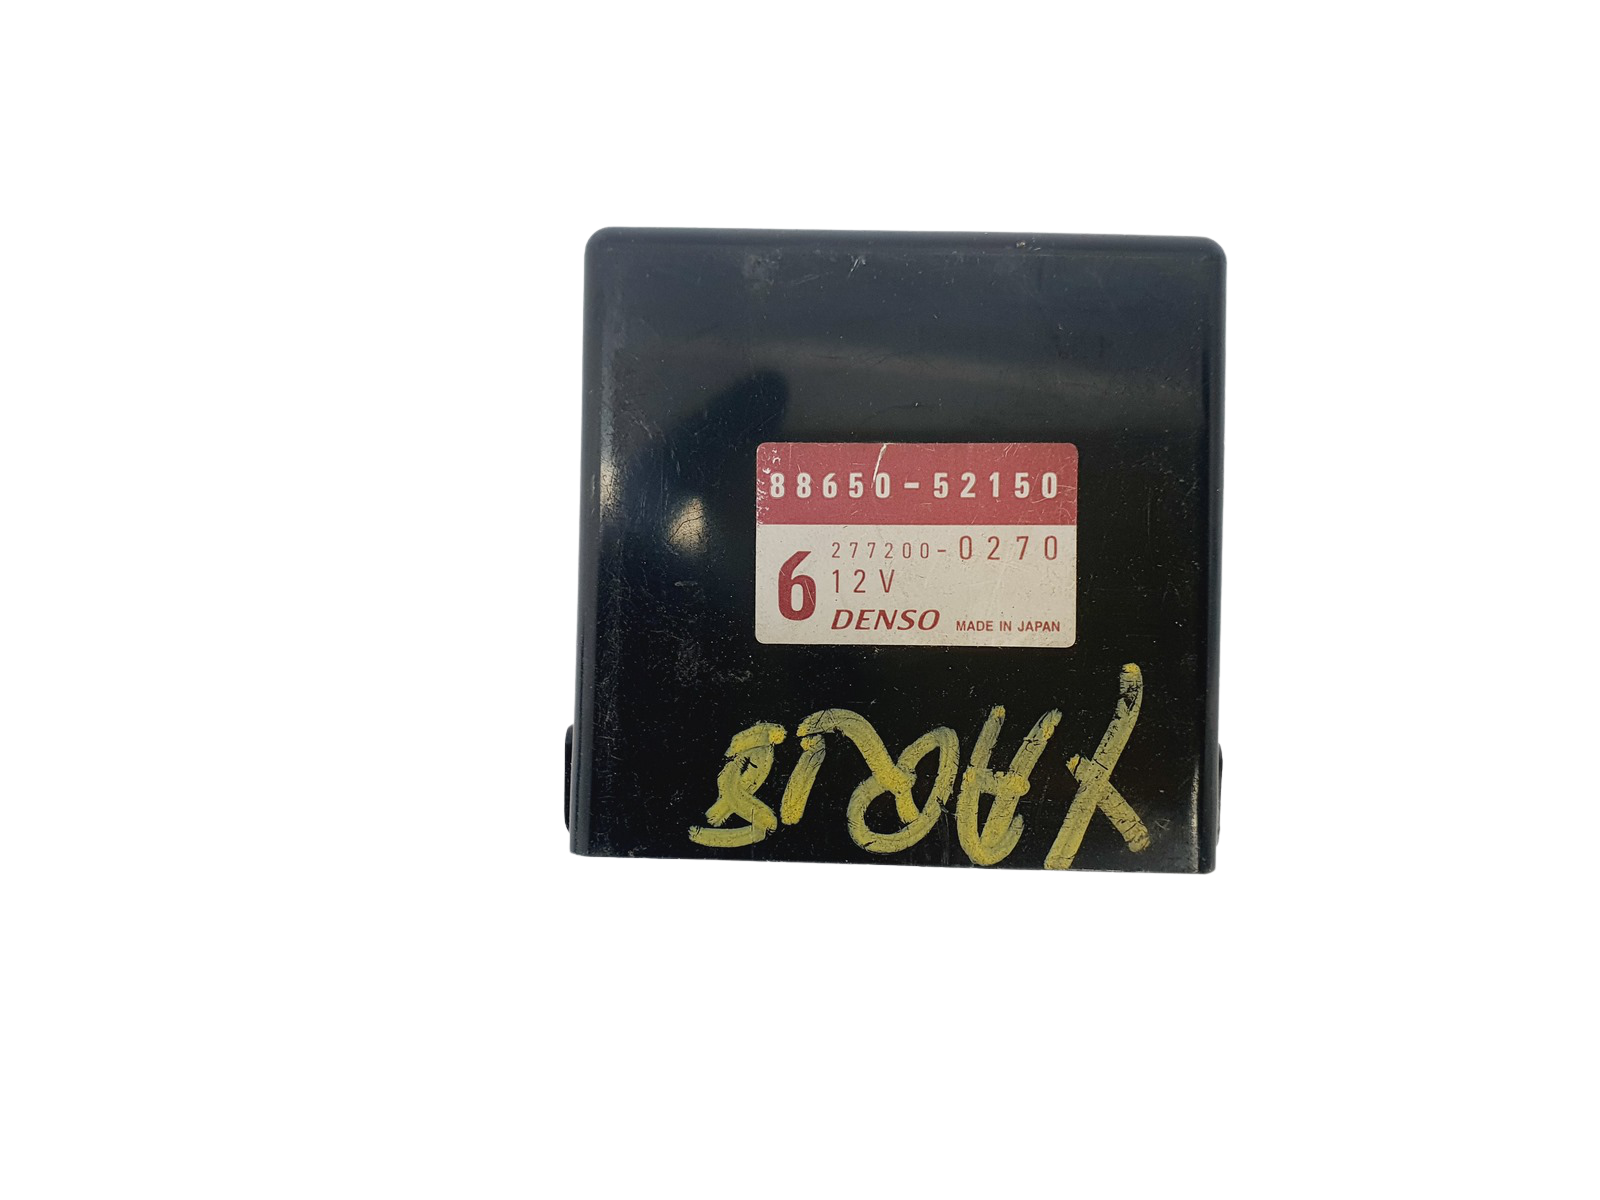 88650-52150
6 277200-0270
12V
DENSO MADE IN JAPAN
YARIS